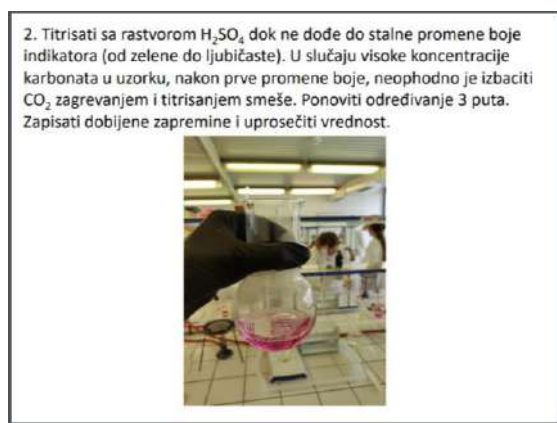 2. Titrisati sa rastvorom H₂SO₄ dok ne dođe do stalne promene boje
indikatora (od zelene do ljubičaste). U slučaju visoke koncentracije
karbonata u uzorku, nakon prve promene boje, neophodno je izbaciti
CO₂ zagrevanjem i titrisanjem smeše. Ponoviti određivanje 3 puta.
Zapisati dobijene zapremine i uprosečiti vrednost.